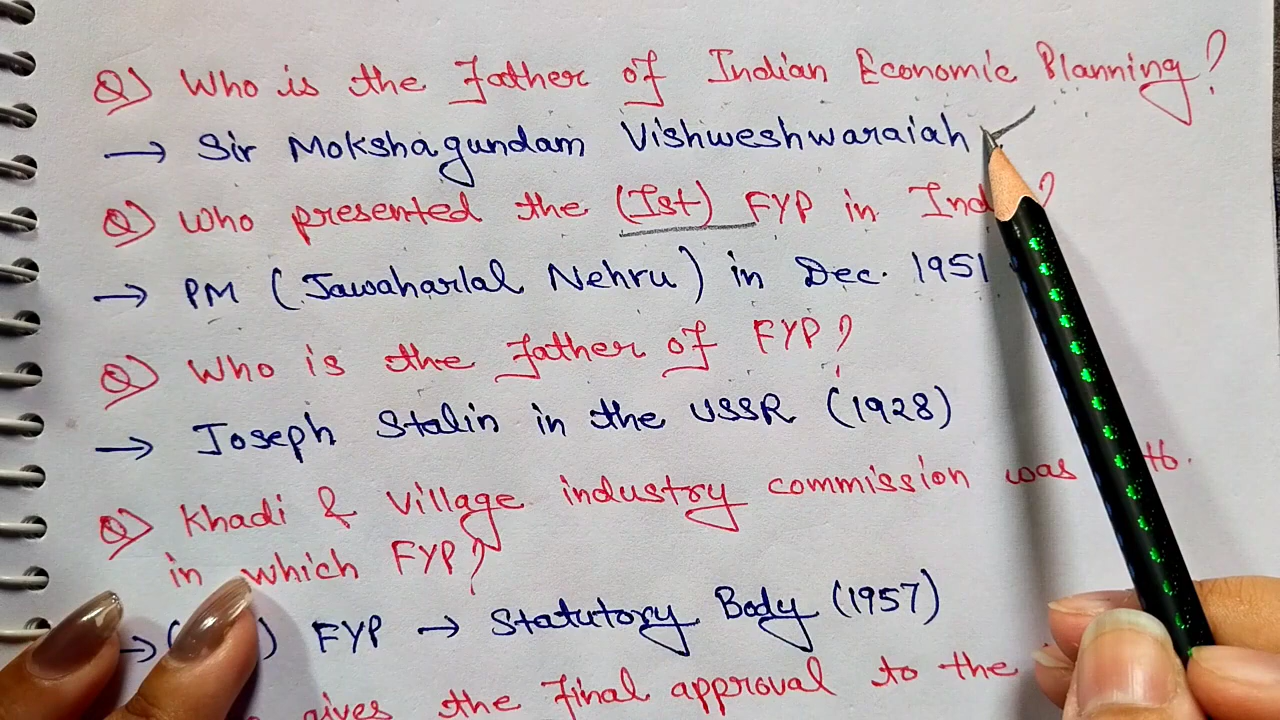 Q) Who is the father of Indian Economic Planning?
→ Sir Mokshagundam Vishweshwaraiah
Q) Who presented the (Ist) FYP in Ind ?
→ PM (Jawaharlal Nehru) in Dec. 1951
Q) Who is the father of FYP?
→ Joseph Stalin in the USSR (1928)
Q) Khadi & Village industry commission was
in which FYP?
→ ( ) FYP → Statutory Body (1957)
gives the final approval to the